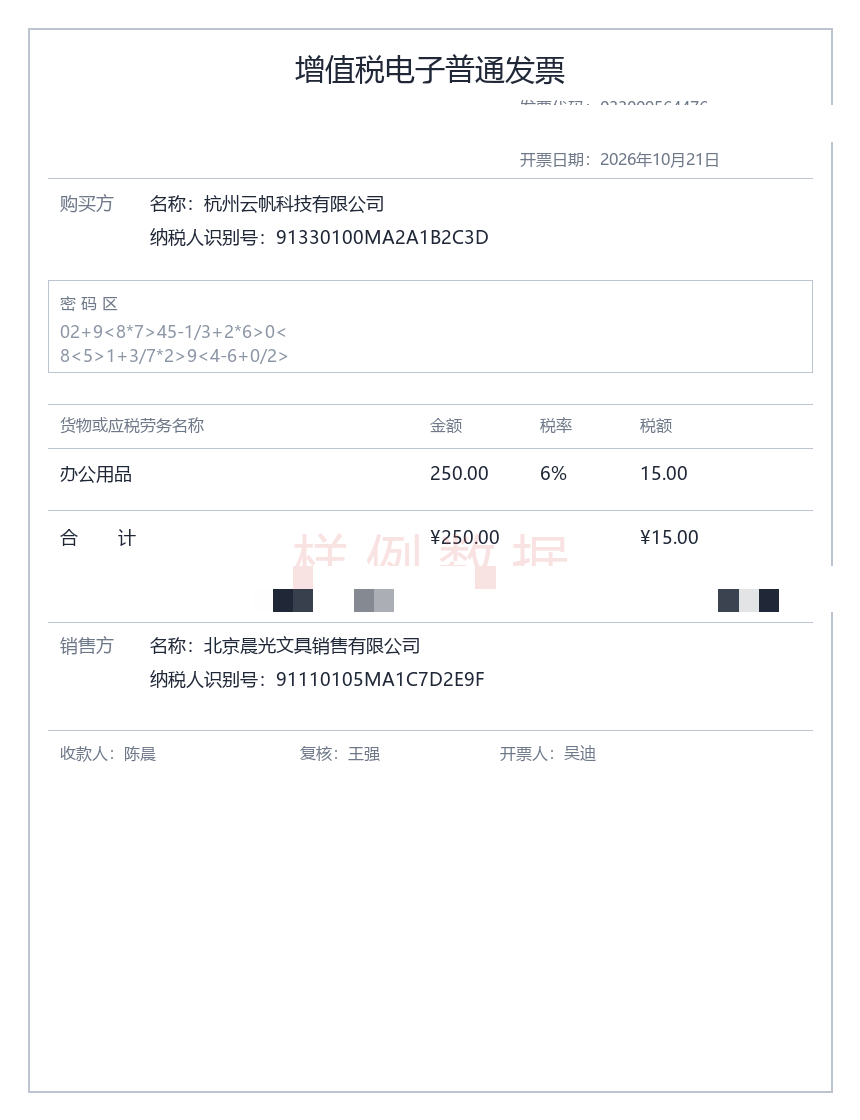 增值税电子普通发票
开票日期：2026年10月21日
购买方 名称：杭州云帆科技有限公司
纳税人识别号：91330100MA2A1B2C3D
密码区
02+9<8*7>45-1/3+2*6>0<
8<5>1+3/7*2>9<4-6+0/2>
货物或应税劳务名称 金额 税率 税额
办公用品 250.00 6% 15.00
合 计 ¥250.00 ¥15.00
样例数据
销售方 名称：北京晨光文具销售有限公司
纳税人识别号：91110105MA1C7D2E9F
收款人：陈晨 复核：王强 开票人：吴迪